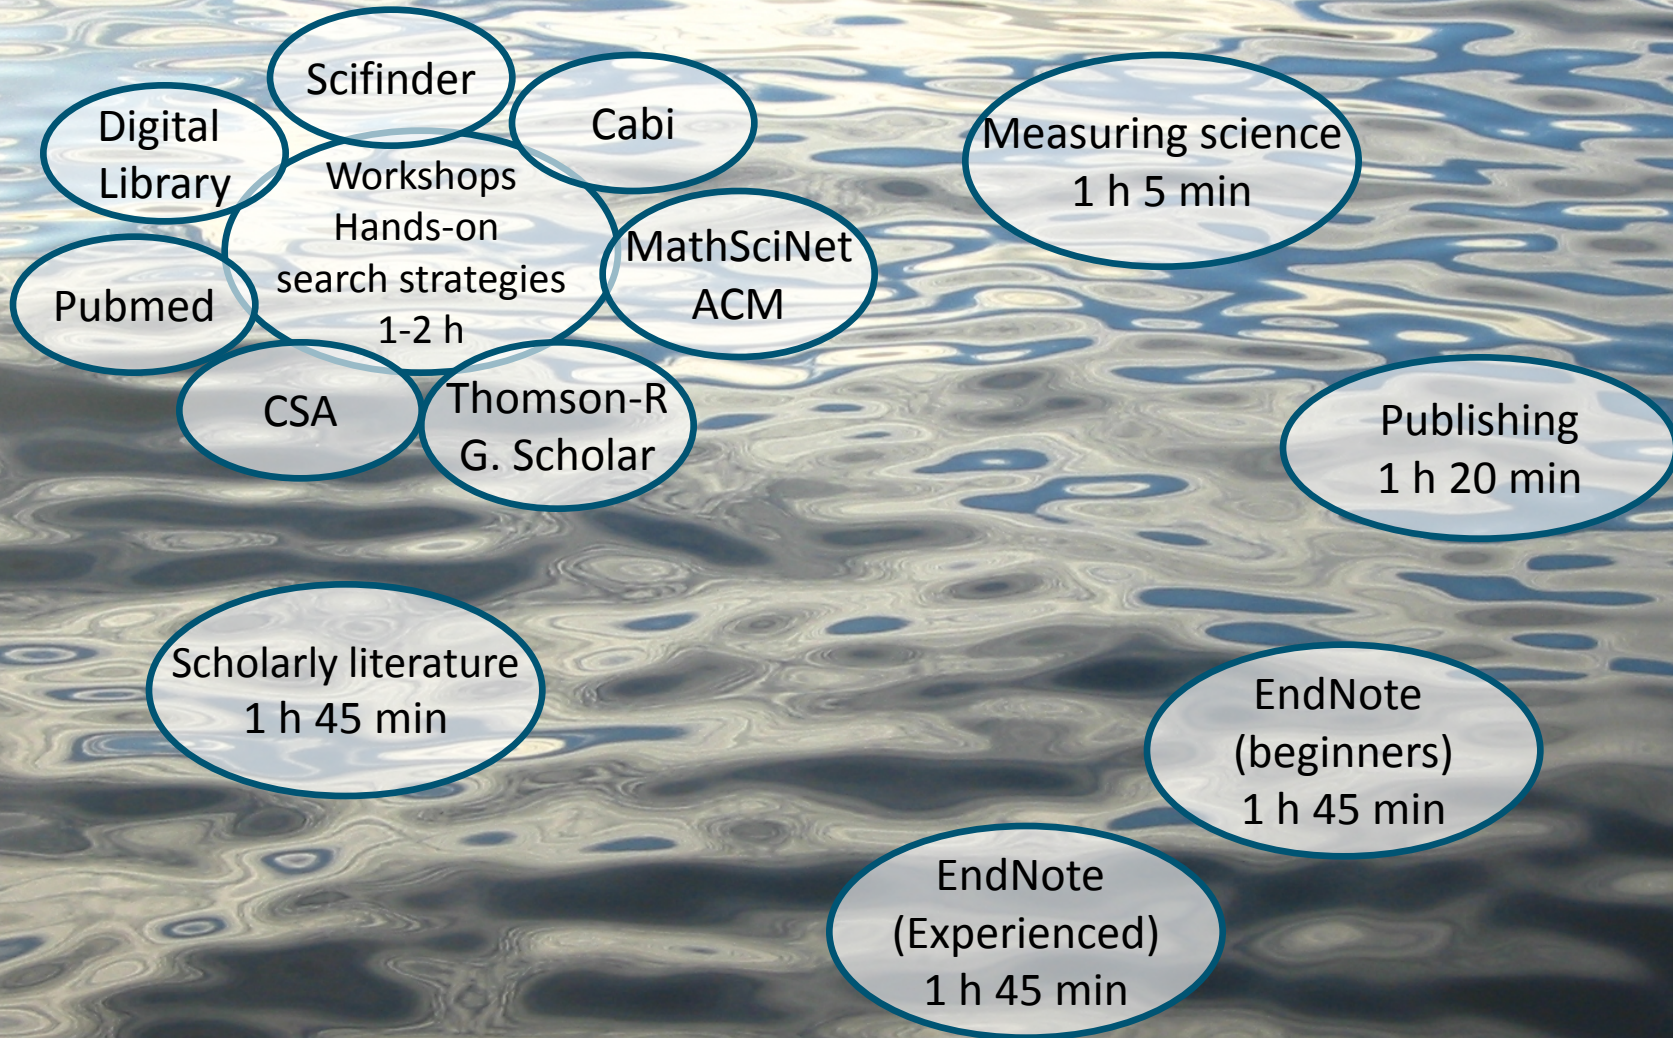 Scifinder
Cabi
Digital
Library
Workshops
Hands-on
search strategies
1-2 h
MathSciNet
ACM
Pubmed
CSA
Thomson-R
G. Scholar
Measuring science
1 h 5 min
Publishing
1 h 20 min
Scholarly literature
1 h 45 min
EndNote
(beginners)
1 h 45 min
EndNote
(Experienced)
1 h 45 min